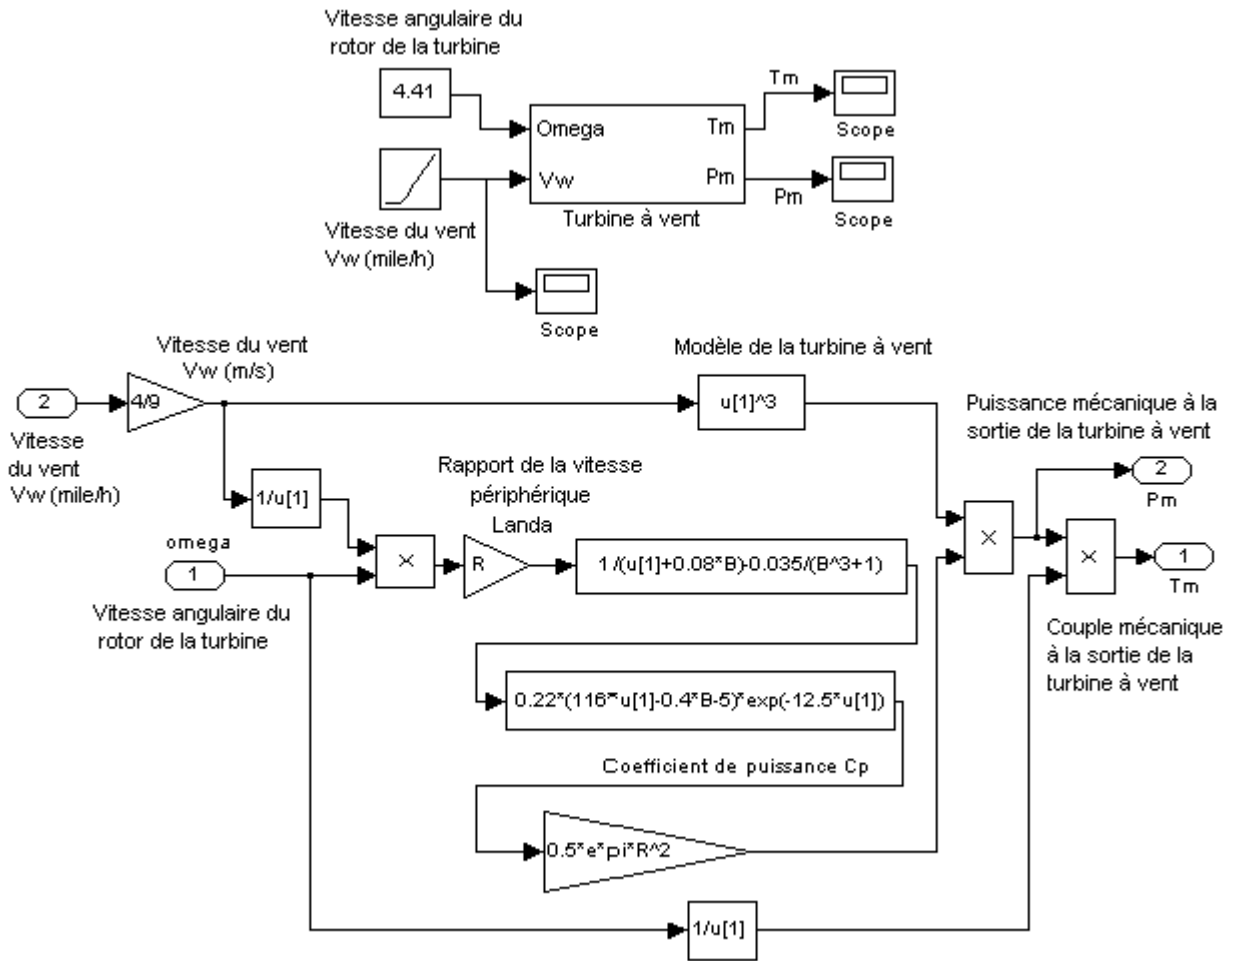 Vitesse angulaire du
rotor de la turbine
4.41
Omega
Vw
Tm
Pm
Turbine à vent
Tm
Scope
Pm
Scope
Vitesse du vent
Vw (mile/h)
Scope
Vitesse du vent
Vw (m/s)
Modèle de la turbine à vent
2
4/9
u[1]^3
Vitesse
du vent
Vw (mile/h)
Puissance mécanique à la
sortie de la turbine à vent
2
Pm
1/u[1]
Rapport de la vitesse
périphérique
Landa
omega
1
×
R
1/(u[1]+0.08*B)-0.035/(B^3+1)
×
×
1
Tm
Vitesse angulaire du
rotor de la turbine
Couple mécanique
à la sortie de la
turbine à vent
0.22*(116*u[1]-0.4*B-5)*exp(-12.5*u[1])
Coefficient de puissance Cp
0.5*e*pi*R^2
1/u[1]